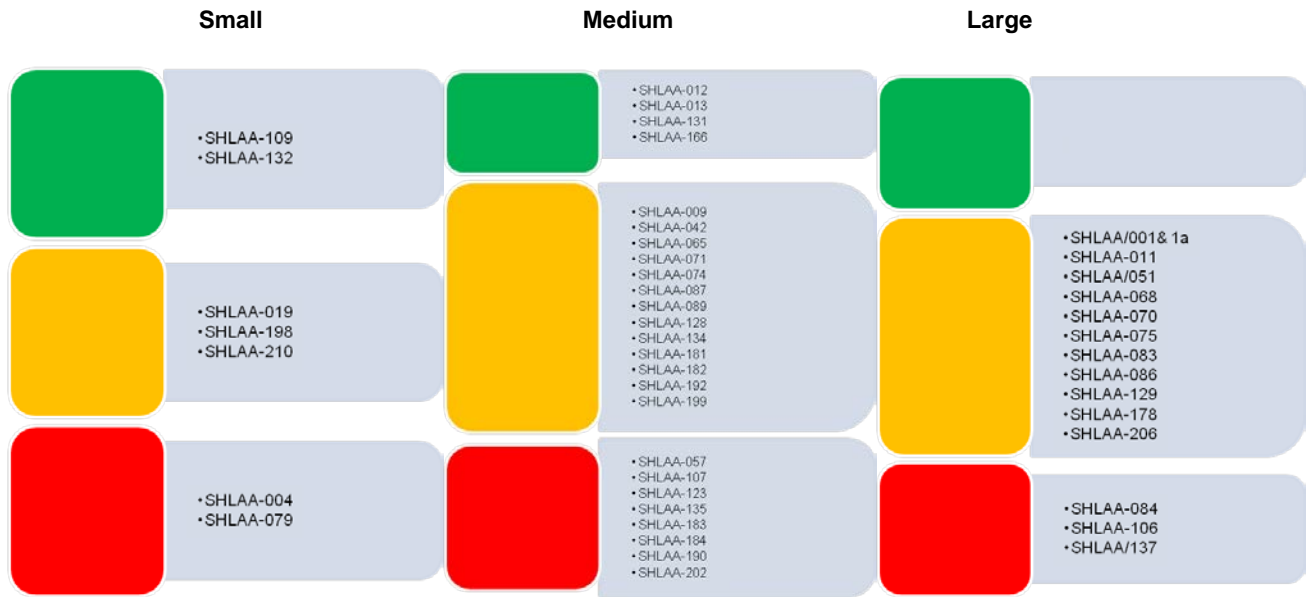 Small
Medium
Large
•SHLAA-109
•SHLAA-132
•SHLAA-019
•SHLAA-198
•SHLAA-210
•SHLAA-004
•SHLAA-079
•SHLAA-012
•SHLAA-013
•SHLAA-131
•SHLAA-166
•SHLAA-009
•SHLAA-042
•SHLAA-065
•SHLAA-071
•SHLAA-074
•SHLAA-087
•SHLAA-089
•SHLAA-128
•SHLAA-134
•SHLAA-181
•SHLAA-182
•SHLAA-192
•SHLAA-199
•SHLAA-057
•SHLAA-107
•SHLAA-123
•SHLAA-135
•SHLAA-183
•SHLAA-184
•SHLAA-190
•SHLAA-202
•SHLAA/001& 1a
•SHLAA-011
•SHLAA/051
•SHLAA-068
•SHLAA-070
•SHLAA-075
•SHLAA-083
•SHLAA-086
•SHLAA-129
•SHLAA-178
•SHLAA-206
•SHLAA-084
•SHLAA-106
•SHLAA/137